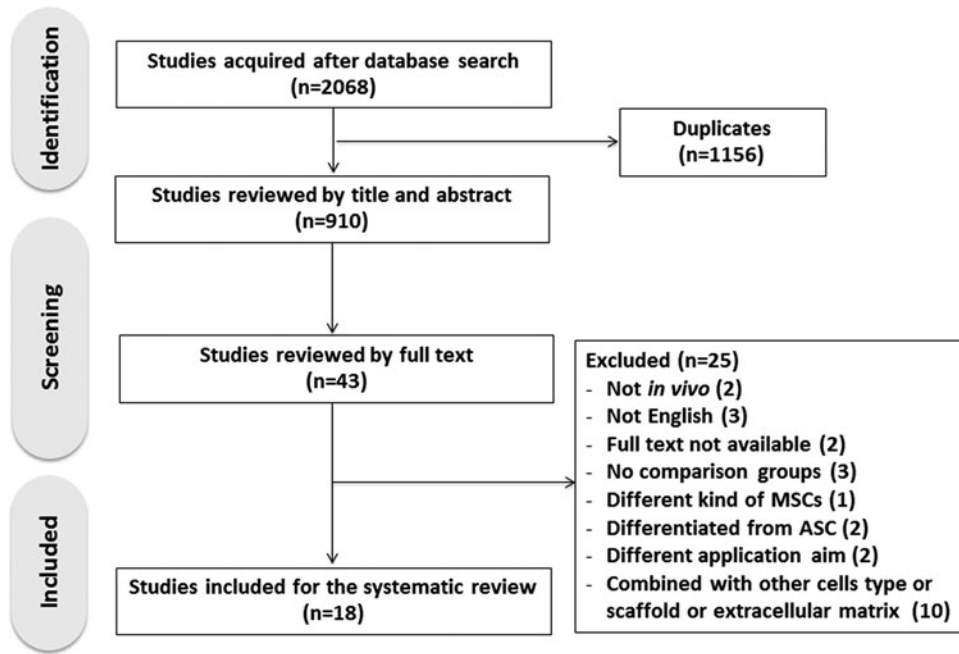 Identification
Studies acquired after database search
(n=2068)
Duplicates
(n=1156)
Studies reviewed by title and abstract
(n=910)
Screening
Studies reviewed by full text
(n=43)
Excluded (n=25)
- Not in vivo (2)
- Not English (3)
- Full text not available (2)
- No comparison groups (3)
- Different kind of MSCs (1)
- Differentiated from ASC (2)
- Different application aim (2)
- Combined with other cells type or
scaffold or extracellular matrix (10)
Included
Studies included for the systematic review
(n=18)